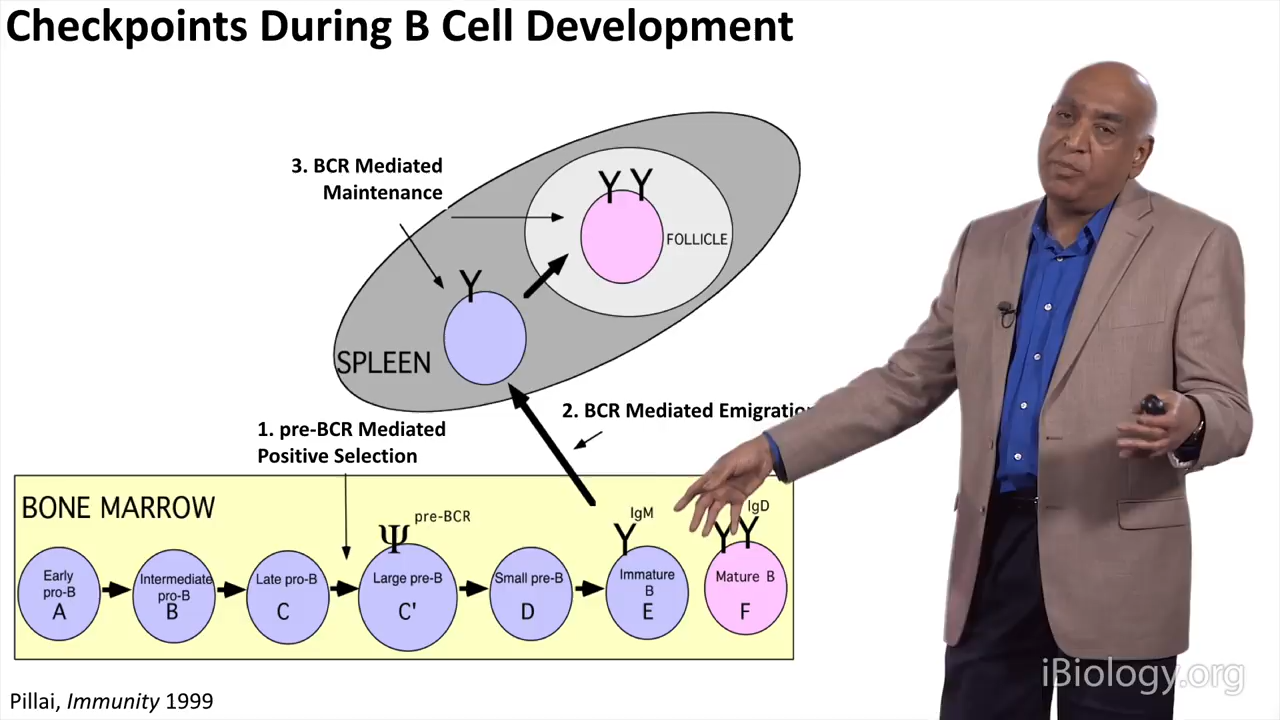 Checkpoints During B Cell Development
3. BCR Mediated
Maintenance
FOLLICLE
SPLEEN
2. BCR Mediated Emigration
1. pre-BCR Mediated
Positive Selection
BONE MARROW
pre-BCR
IgM
IgD
Y
Y
Y
Ψ
Y
Y
Y
Early
pro-B
A
Intermediate
pro-B
B
Late pro-B
C
Large pre-B
C'
Small pre-B
D
Immature
B
E
Mature B
F
iBiology.org
Pillai, Immunity 1999